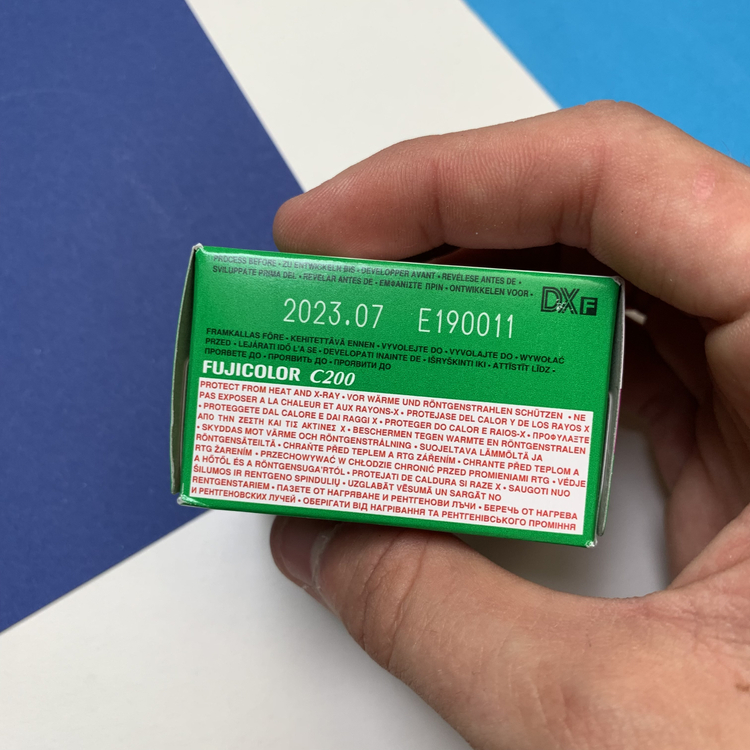 PROCESS BEFORE • ZU ENTWICKELN BIS • DEVELOPPER AVANT • REVELESE ANTES DE •
SVILUPPATE PRIMA DEL • REVELAR ANTES DE • ΕΜΦΑΝΙΣΤΕ ΠΡΙΝ • ONTWIKKELEN VOOR •
DX F
2023.07 E190011
FRAMKALLAS FÖRE • KEHITETTÄVÄ ENNEN • VYVOLEJTE DO • VYVOLAJTE DO • WYWOŁAĆ
PRZED • LEJÁRATI IDŐ L'A SE • DEVELOPATI INAINTE DE • IŠRYŠKINTI IKI • ATTĪSTĪT LĪDZ •
ПРОЯВЕТЕ ДО • ПРОЯВИТЬ ДО • ПРОЯВИТИ ДО
FUJICOLOR C200
PROTECT FROM HEAT AND X-RAY • VOR WÄRME UND RÖNTGENSTRAHLEN SCHÜTZEN • NE
PAS EXPOSER A LA CHALEUR ET AUX RAYONS-X • PROTEJASE DEL CALOR Y DE LOS RAYOS X
• PROTEGGETE DAL CALORE E DAI RAGGI X • PROTEGER DO CALOR E RAIOS-X • ΠΡΟΦΥΛΑΞΤΕ
ΑΠΟ ΤΗΝ ΖΕΣΤΗ ΚΑΙ ΤΙΣ ΑΚΤΙΝΕΣ Χ • BESCHERMEN TEGEN WARMTE EN RÖNTGENSTRALEN
• SKYDDAS MOT VÄRME OCH RÖNTGENSTRÅLNING • SUOJELTAVA LÄMMÖLTÄ JA
RÖNTGENSÄTEILTÄ • CHRAŇTE PŘED TEPLEM A RTG ZÁŘENÍM • CHRAŇTE PŘED TEPLOM A
RTG ŽARENÍM • PRZECHOWYWAĆ W CHŁODZIE CHRONIĆ PRZED PROMIENIAMI RTG • VÉDJE
A HŐTŐL ÉS A RÖNTGENSUGA'RTÓL • PROTEJATI DE CALDURA SI RAZE X • SAUGOTI NUO
ŠILUMOS IR RENTGENO SPINDULIŲ • UZGLABĀT VĒSUMĀ UN SARGĀT NO
RENTGENSTARIEM • ПАЗЕТЕ ОТ НАГРЯВАНЕ И РЕНТГЕНОВИ ЛЪЧИ • БЕРЕЧЬ ОТ НАГРЕВА
И РЕНТГЕНОВСКИХ ЛУЧЕЙ • ОБЕРІГАТИ ВІД НАГРІВАННЯ ТА РЕНТГЕНІВСЬКОГО ПРОМІННЯ